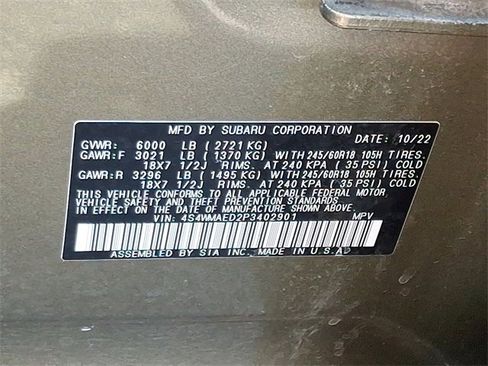 MFD BY SUBARU CORPORATION
DATE: 10/22
GVWR: 6000 LB ( 2721 KG)
GAWR:F 3021 LB ( 1370 KG) WITH 245/60R18 105H TIRES.
18X7 1/2J RIMS. AT 240 KPA ( 35 PSI) COLD
GAWR:R 3296 LB ( 1495 KG) WITH 245/60R18 105H TIRES.
18X7 1/2J RIMS. AT 240 KPA ( 35 PSI) COLD
THIS VEHICLE CONFORMS TO ALL APPLICABLE
FEDERAL MOTOR VEHICLE SAFETY, BUMPER,
AND THEFT PREVENTION STANDARDS
IN EFFECT ON THE DATE OF MANUFACTURE SHOWN ABOVE.
VIN: 4S4WMAED2P3402901 MPV
ASSEMBLED BY SIA INC, MADE IN U.S.A